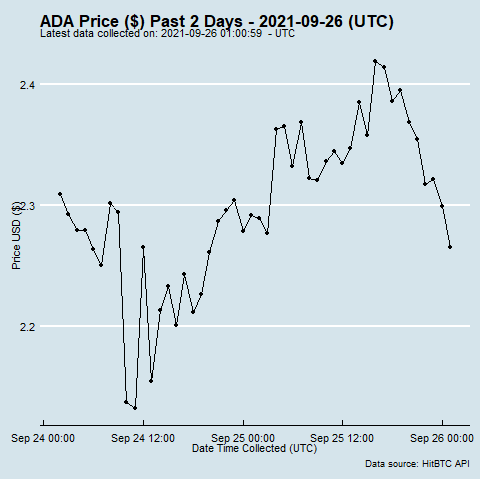 ADA Price ($) Past 2 Days - 2021-09-26 (UTC)
Latest data collected on: 2021-09-26 01:00:59  - UTC
2.4
2.3
2.2
Price USD ($)
Sep 24 00:00 Sep 24 12:00 Sep 25 00:00 Sep 25 12:00 Sep 26 00:00
Date Time Collected (UTC)
Data source: HitBTC API